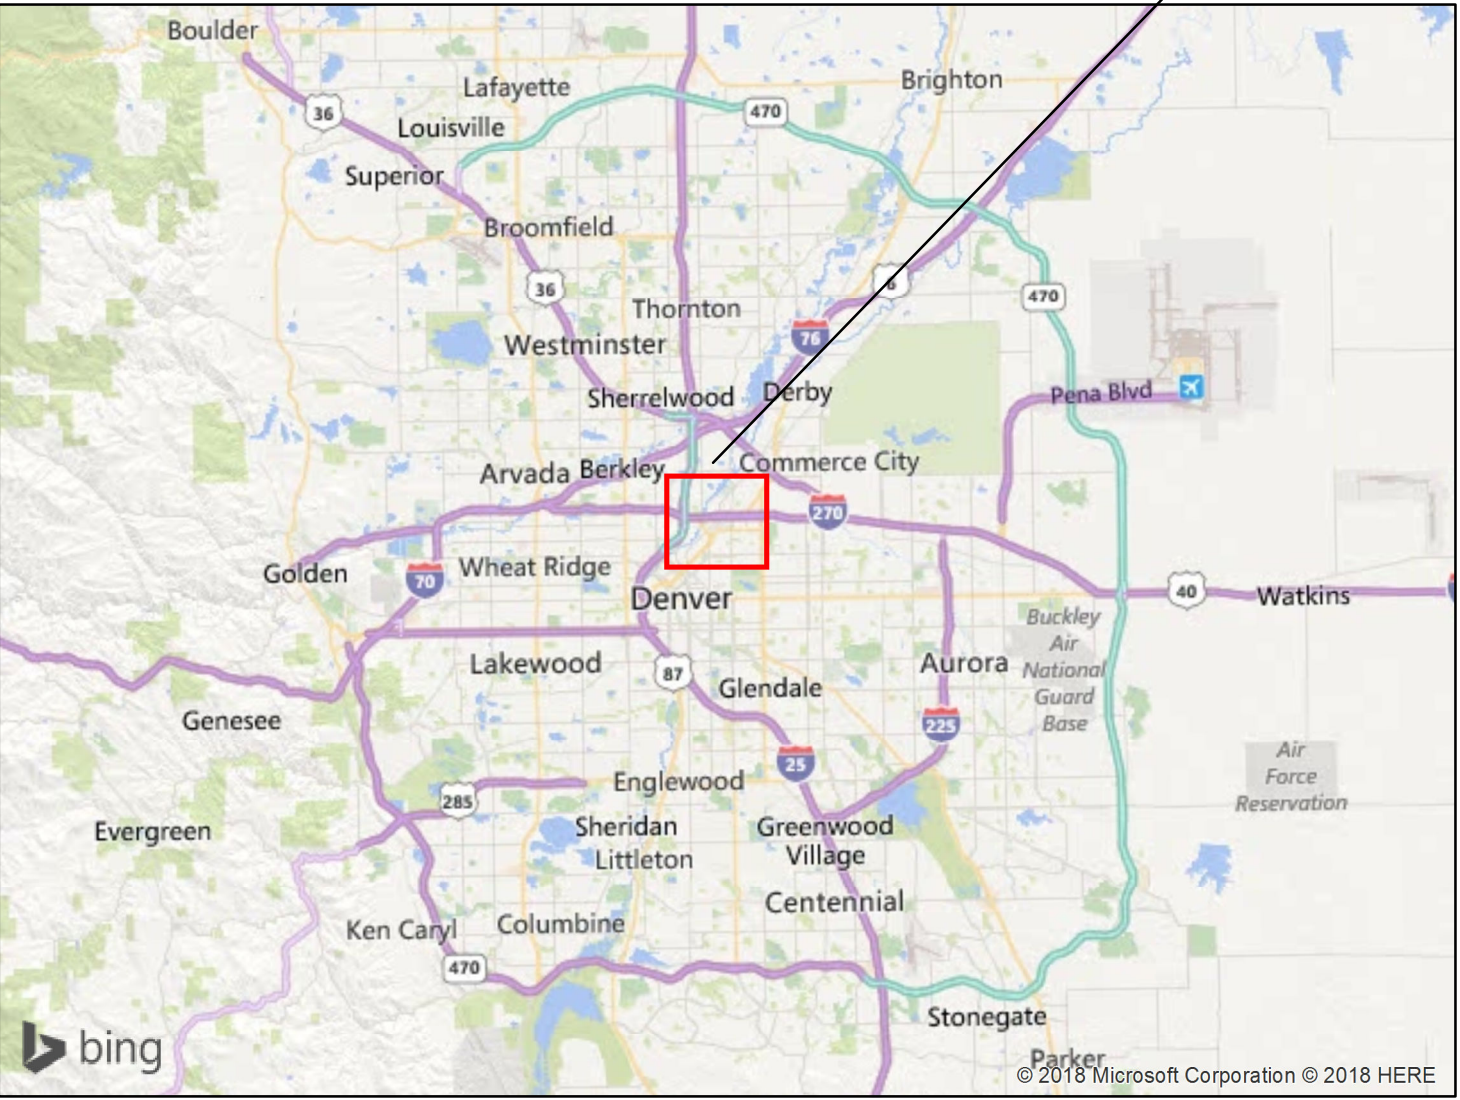 Boulder
Lafayette
Brighton
36
470
Louisville
Superior
Broomfield
36
6
470
Thornton
76
Westminster
Pena Blvd
Sherrelwood
Derby
Arvada
Berkley
Commerce City
270
Golden
70
Wheat Ridge
40
Watkins
Denver
Buckley
Air
National
Guard
Base
Lakewood
87
Aurora
Glendale
Genesee
225
25
Air
Force
Reservation
Englewood
285
Evergreen
Sheridan
Littleton
Greenwood
Village
Centennial
Ken Caryl
Columbine
470
Stonegate
bing
Parker
© 2018 Microsoft Corporation © 2018 HERE